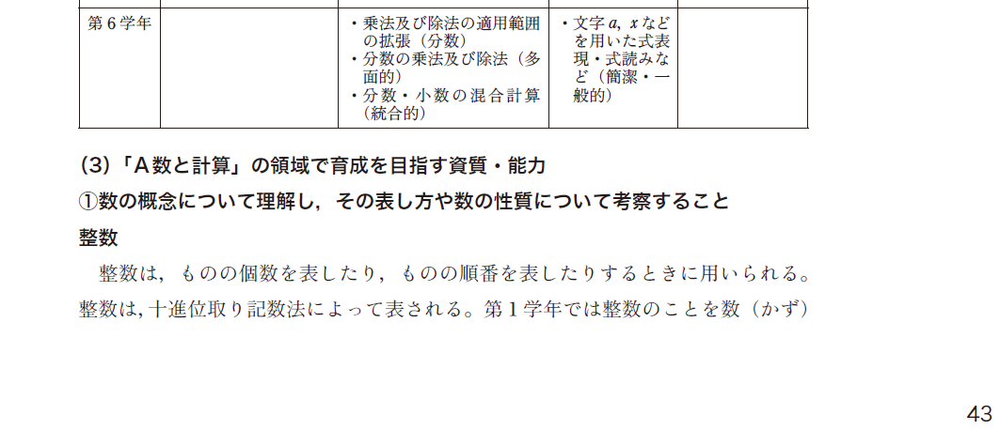 第6学年
・乗法及び除法の適用範囲
の拡張（分数）
・分数の乗法及び除法（多
面的）
・分数・小数の混合計算
（統合的）
・文字a, xなど
を用いた式表
現・式読みな
ど（簡潔・一
般的）
（3）「Ａ数と計算」の領域で育成を目指す資質・能力
①数の概念について理解し，その表し方や数の性質について考察すること
整数
整数は，ものの個数を表したり，ものの順番を表したりするときに用いられる。
整数は，十進位取り記数法によって表される。第１学年では整数のことを数（かず）
43